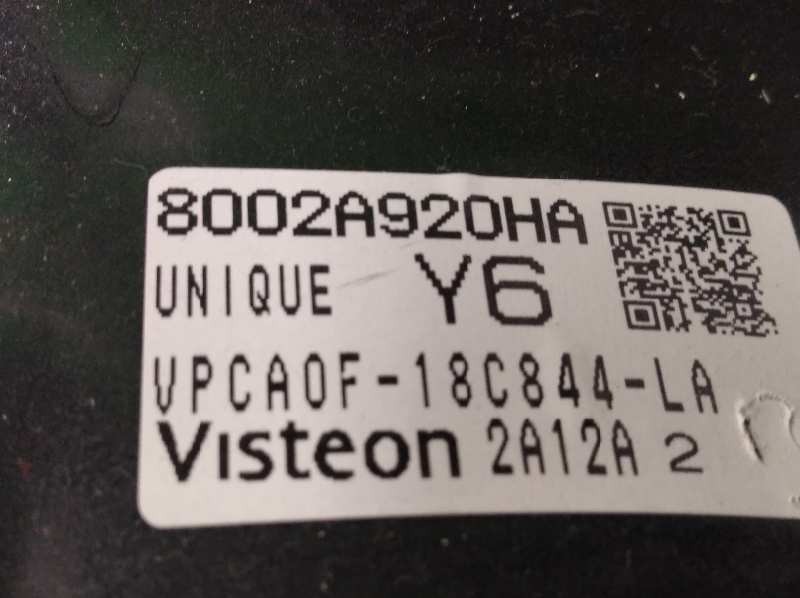 8002A920HA
UNIQUE Y6
VPCA0F-18C844-LA
Visteon 2A12A 2